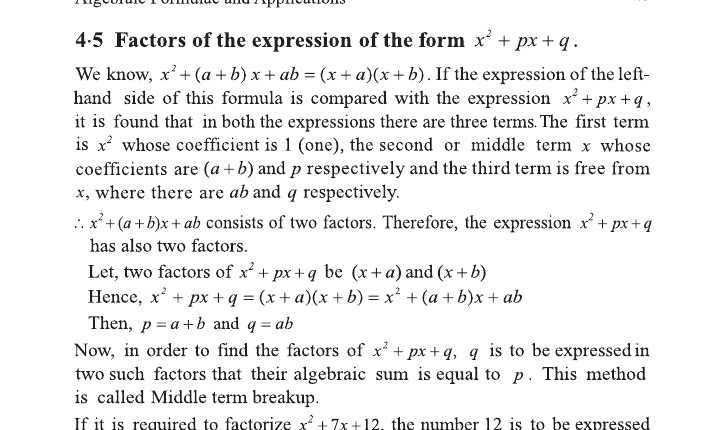 Algebraic Formulae and Applications
4·5 Factors of the expression of the form x² + px + q.
We know, x² + (a + b) x + ab = (x + a)(x + b). If the expression of the left-
hand side of this formula is compared with the expression x² + px + q,
it is found that in both the expressions there are three terms. The first term
is x² whose coefficient is 1 (one), the second or middle term x whose
coefficients are (a + b) and p respectively and the third term is free from
x, where there are ab and q respectively.
∴ x² + (a + b)x + ab consists of two factors. Therefore, the expression x² + px + q
has also two factors.
Let, two factors of x² + px + q be (x + a) and (x + b)
Hence, x² + px + q = (x + a)(x + b) = x² + (a + b)x + ab
Then, p = a + b and q = ab
Now, in order to find the factors of x² + px + q, q is to be expressed in
two such factors that their algebraic sum is equal to p. This method
is called Middle term breakup.
If it is required to factorize x² + 7x + 12, the number 12 is to be expressed